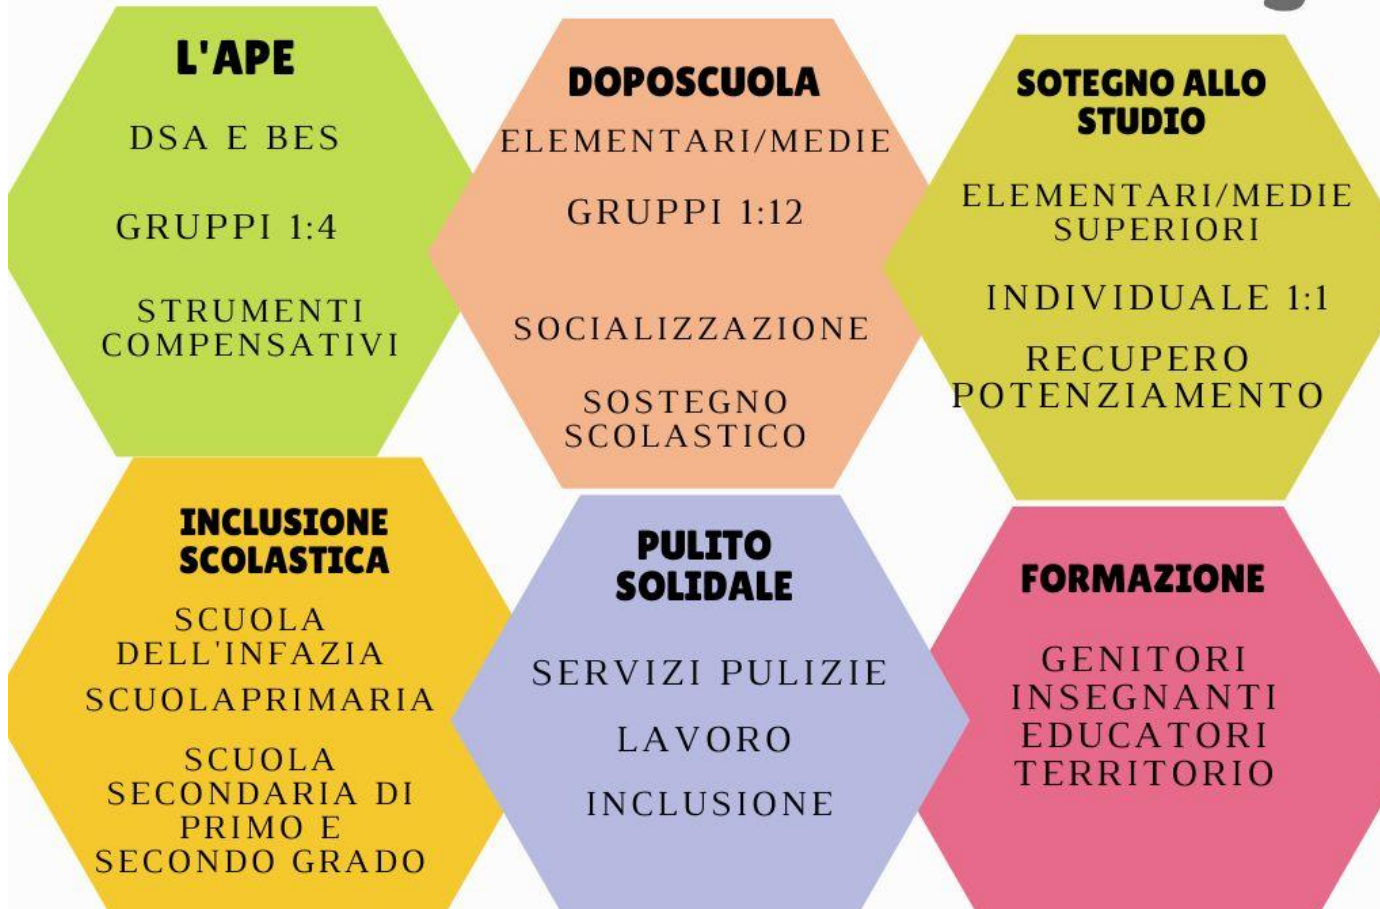 L'APE
DSA E BES
GRUPPI 1:4
STRUMENTI
COMPENSATIVI
DOPOSCUOLA
ELEMENTARI/MEDIE
GRUPPI 1:12
SOCIALIZZAZIONE
SOSTEGNO
SCOLASTICO
SOTEGNO ALLO
STUDIO
ELEMENTARI/MEDIE
SUPERIORI
INDIVIDUALE 1:1
RECUPERO
POTENZIAMENTO
INCLUSIONE
SCOLASTICA
SCUOLA
DELL'INFAZIA
SCUOLAPRIMARIA
SCUOLA
SECONDARIA DI
PRIMO E
SECONDO GRADO
PULITO
SOLIDALE
SERVIZI PULIZIE
LAVORO
INCLUSIONE
FORMAZIONE
GENITORI
INSEGNANTI
EDUCATORI
TERRITORIO